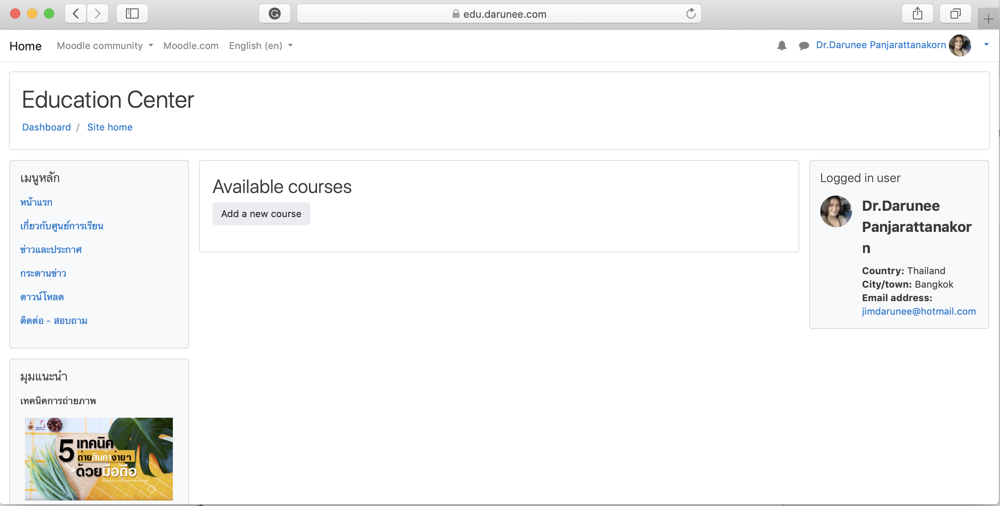 edu.darunee.com
Home Moodle community Moodle.com English (en) Dr.Darunee Panjarattanakorn
Education Center
Dashboard / Site home
เมนูหลัก
หน้าแรก
เกี่ยวกับศูนย์การเรียน
ข่าวและประกาศ
กระดานข่าว
ดาวน์โหลด
ติดต่อ - สอบถาม
มุมแนะนำ
เทคนิคการถ่ายภาพ
RCIM
5 เทคนิค
ถ่ายสินค้าง่ายๆ
ด้วยมือถือ
By College of Innovation Management
Available courses
Add a new course
Logged in user
Dr.Darunee
Panjarattanakor
n
Country: Thailand
City/town: Bangkok
Email address:
jimdarunee@hotmail.com